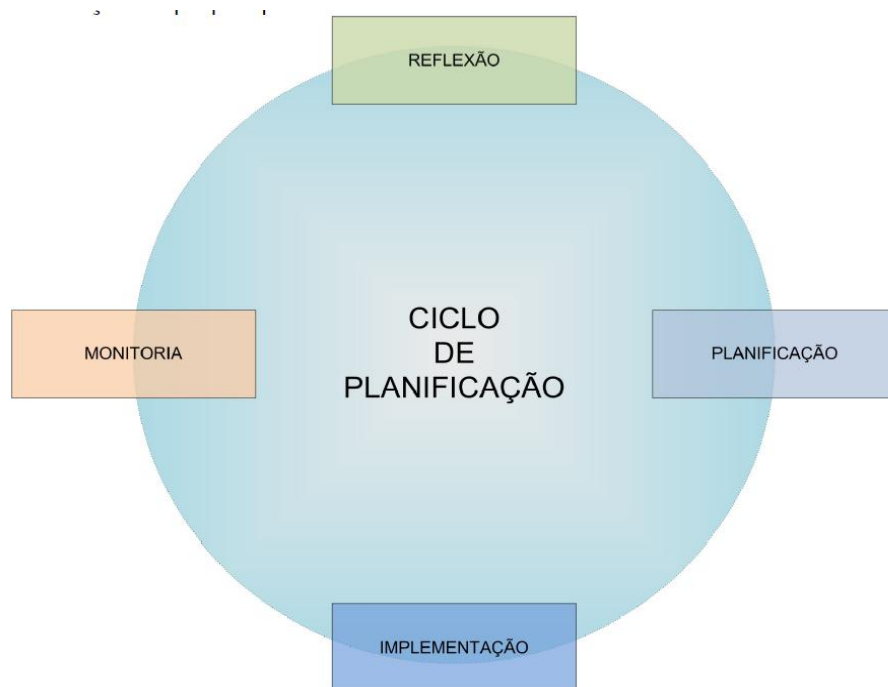 REFLEXÃO
MONITORIA
CICLO
DE
PLANIFICAÇÃO
PLANIFICAÇÃO
IMPLEMENTAÇÃO